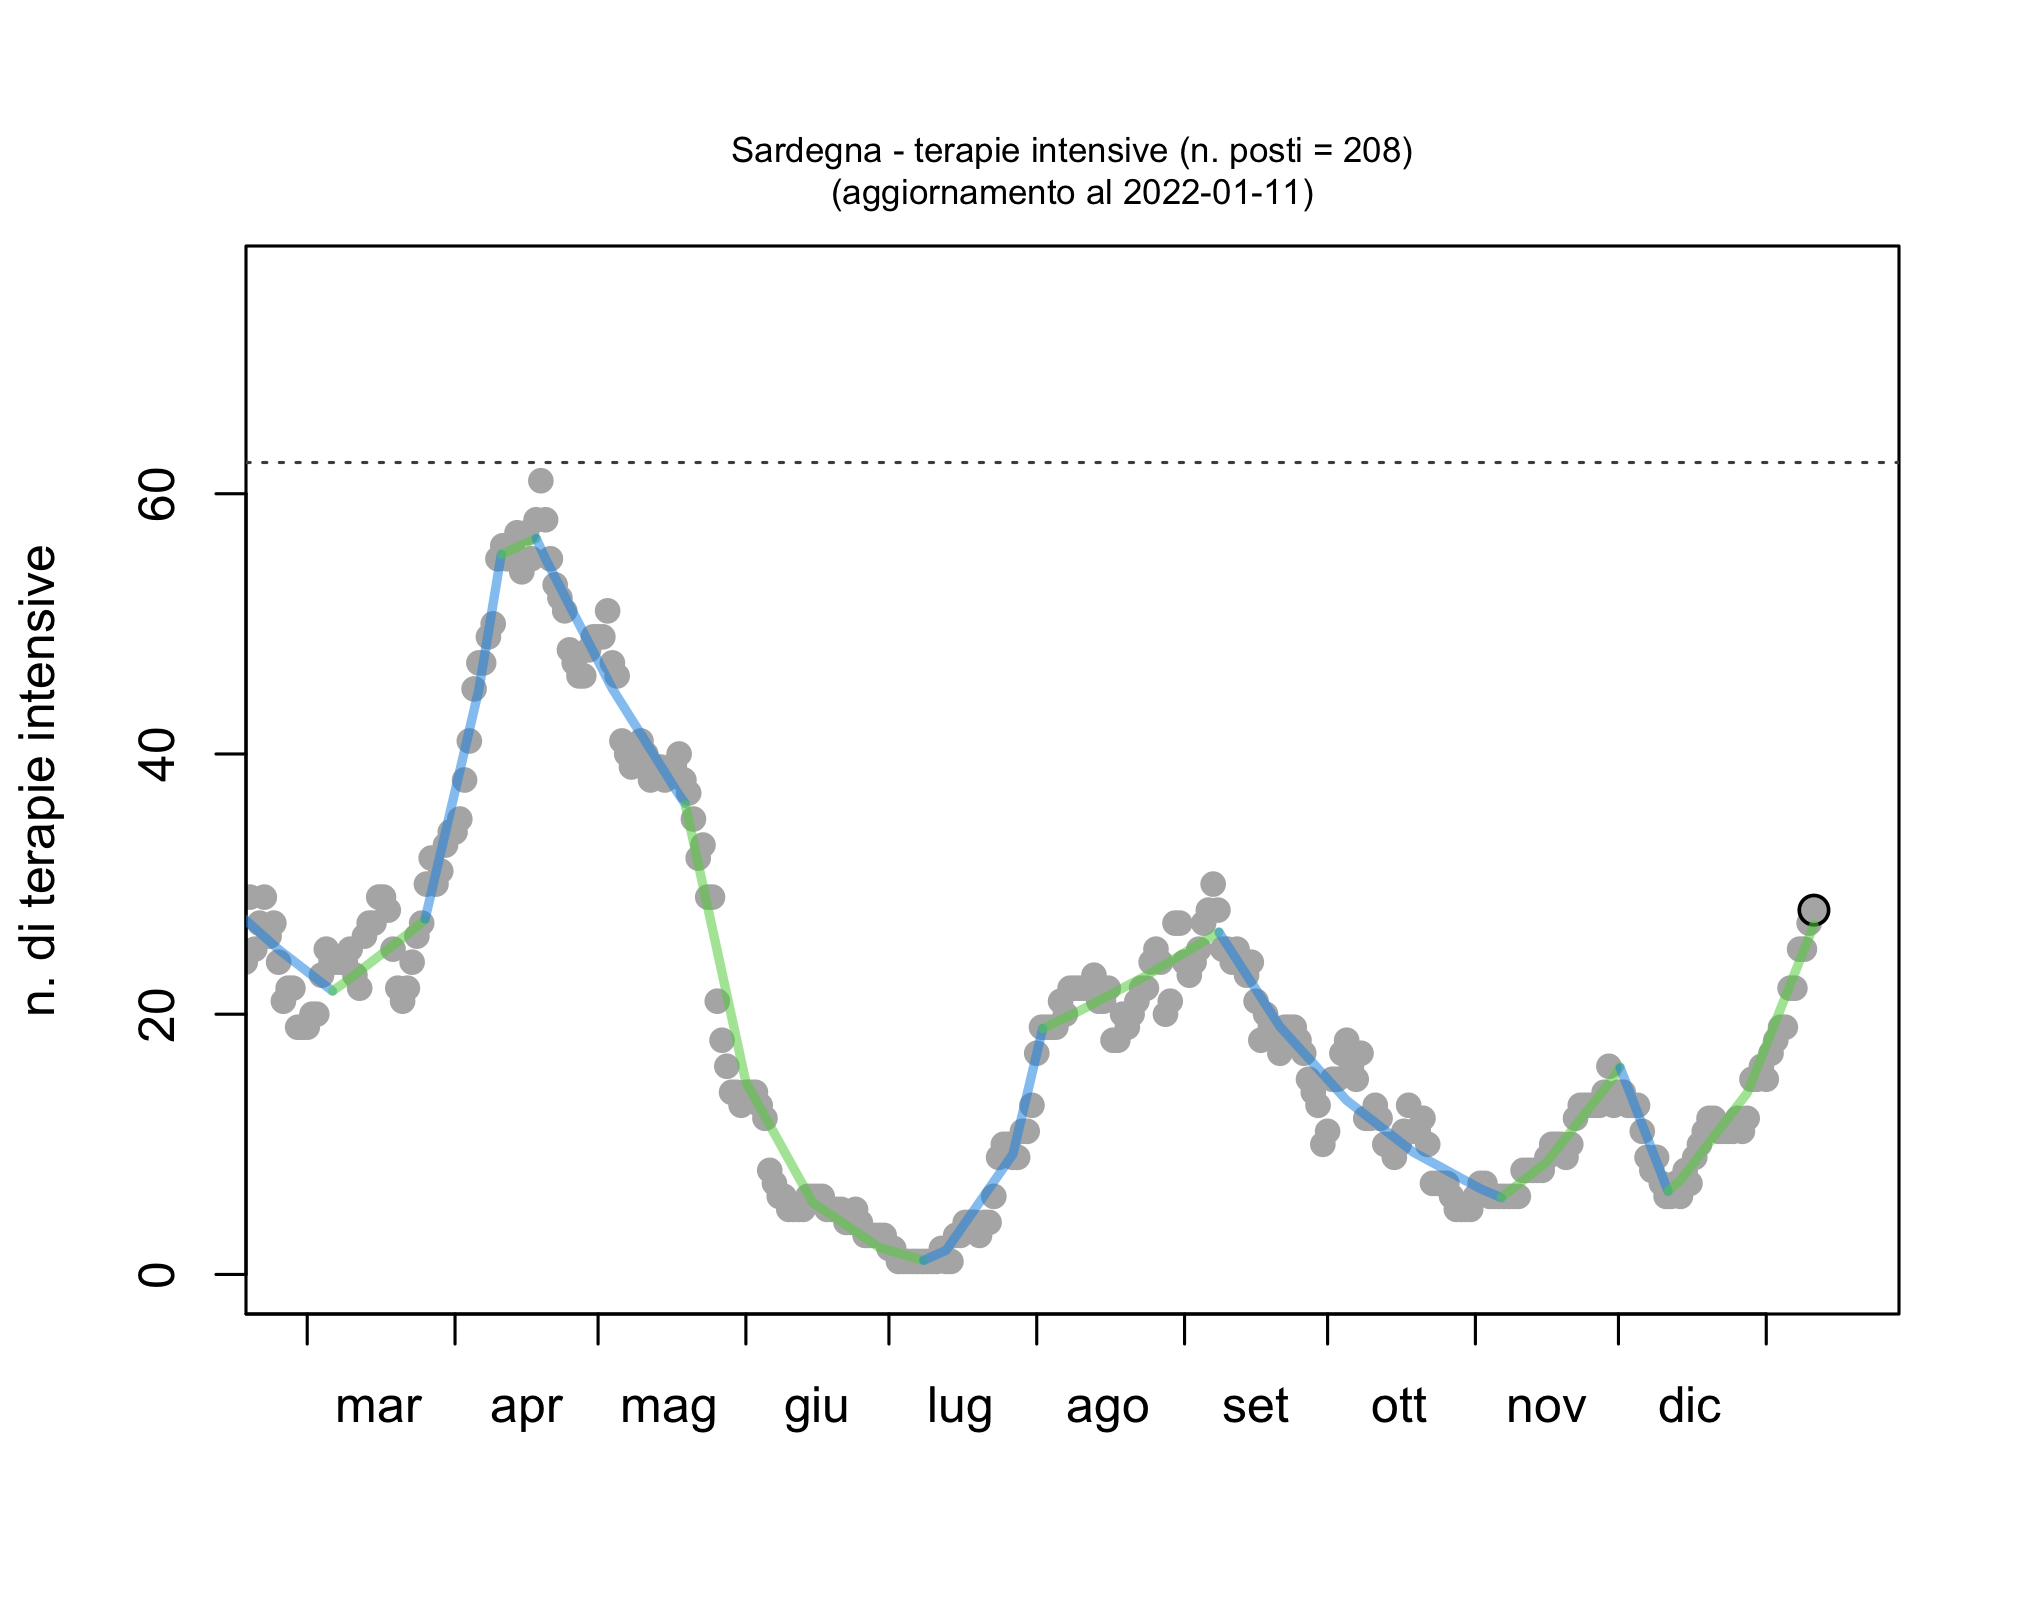 Sardegna - terapie intensive (n. posti = 208)
(aggiornamento al 2022-01-11)
n. di terapie intensive
60
40
20
0
mar apr mag giu lug ago set ott nov dic